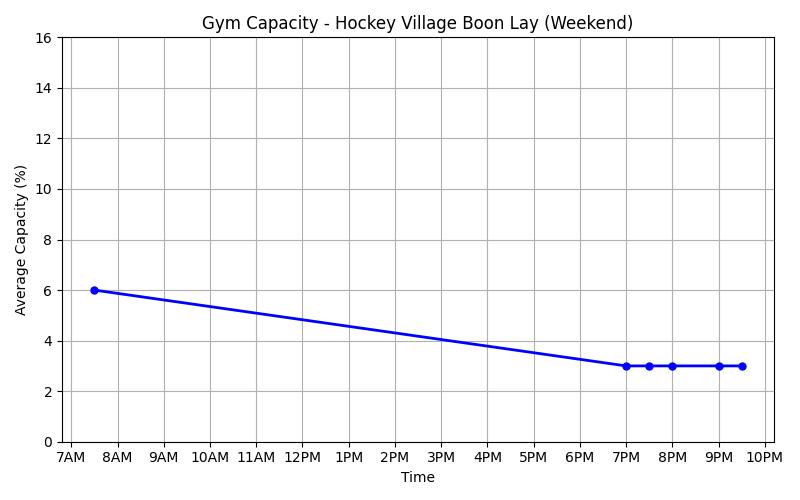 Gym Capacity - Hockey Village Boon Lay (Weekend)
16
14
12
10
8
6
4
2
0
Average Capacity (%)
7AM 8AM 9AM 10AM 11AM 12PM 1PM 2PM 3PM 4PM 5PM 6PM 7PM 8PM 9PM 10PM
Time